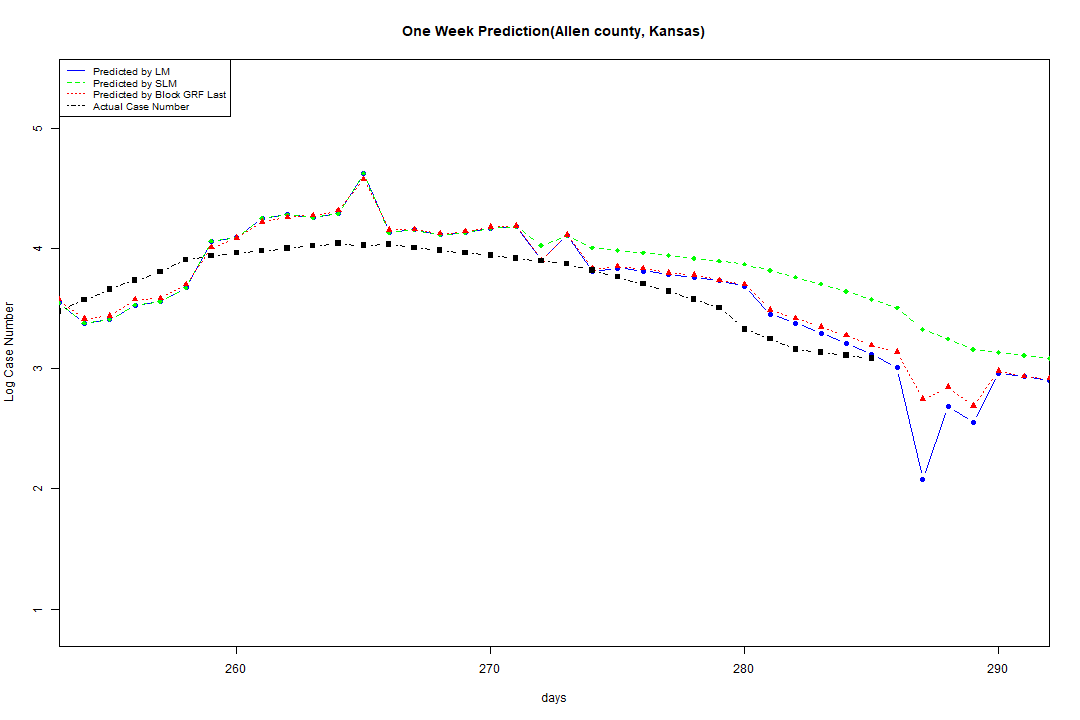 One Week Prediction(Allen county, Kansas)
Predicted by LM
Predicted by SLM
Predicted by Block GRF Last
Actual Case Number
5
4
3
2
1
Log Case Number
260 270 280 290
days